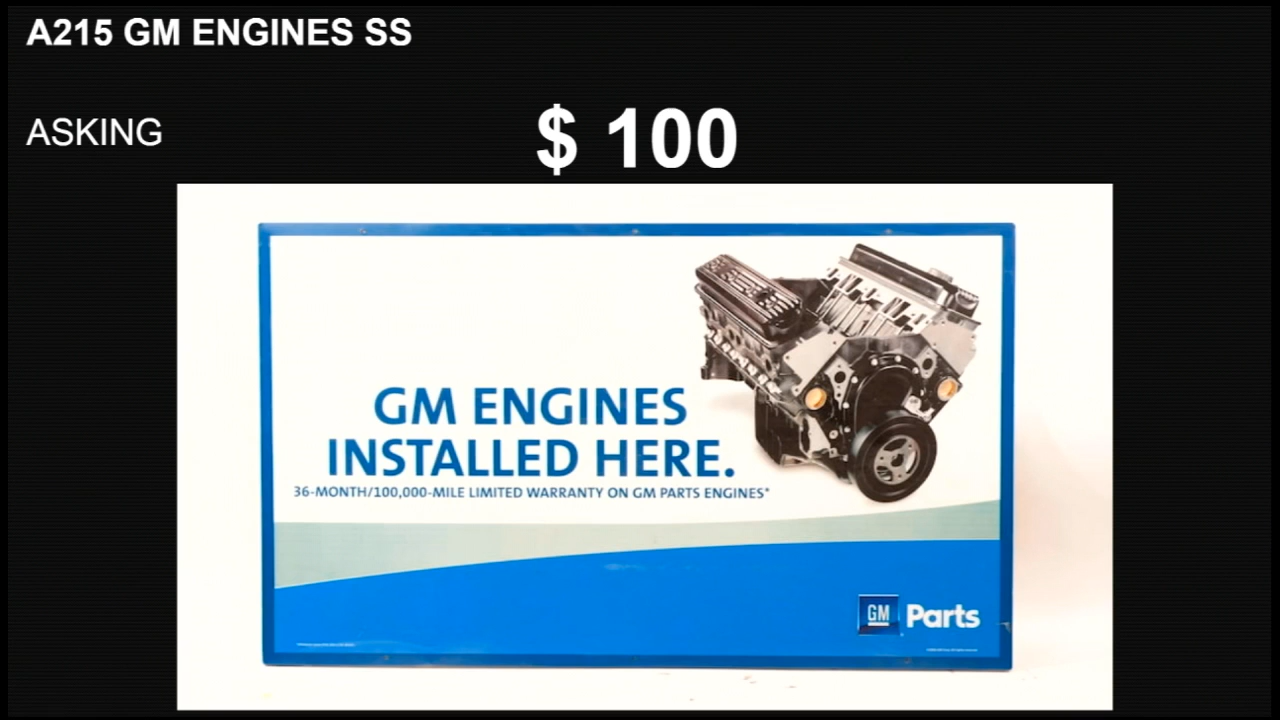 A215 GM ENGINES SS
ASKING
$ 100
GM ENGINES
INSTALLED HERE.
36-MONTH/100,000-MILE LIMITED WARRANTY ON GM PARTS ENGINES*
GM Parts